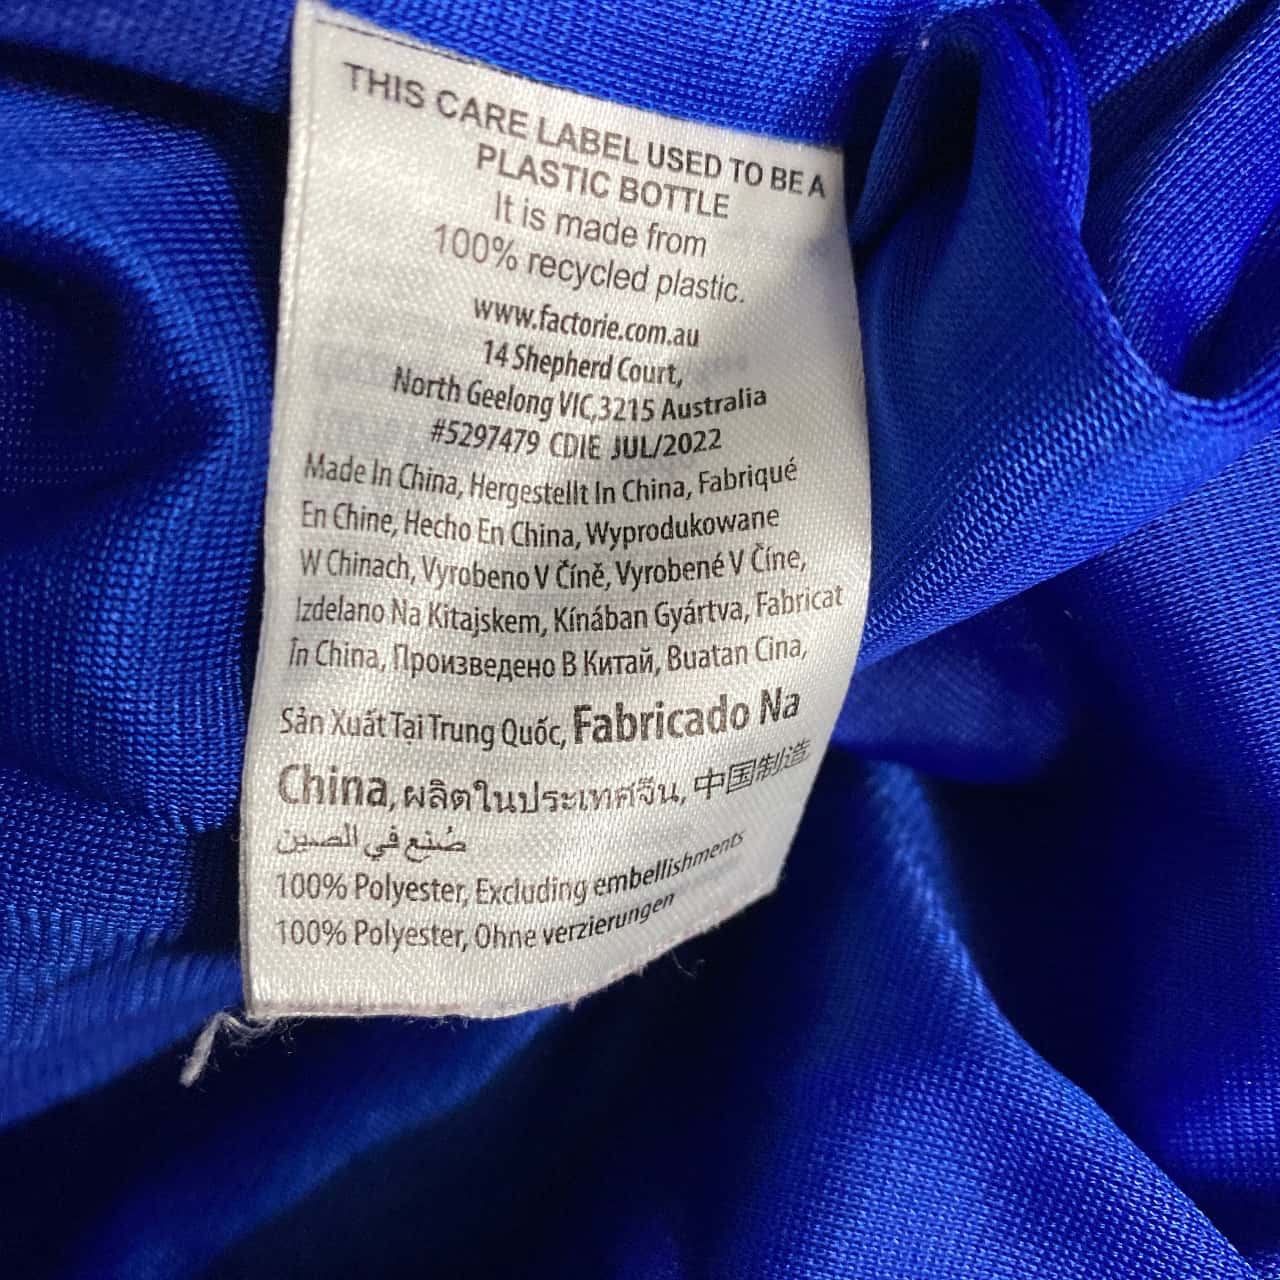 THIS CARE LABEL USED TO BE A
PLASTIC BOTTLE
It is made from
100% recycled plastic.
www.factorie.com.au
14 Shepherd Court,
North Geelong VIC,3215 Australia
#5297479 CDIE JUL/2022
Made In China, Hergestellt In China, Fabriqué
En Chine, Hecho En China, Wyprodukowane
W Chinach, Vyrobeno V Číně, Vyrobené V Číne,
Izdelano Na Kitajskem, Kínában Gyártva, Fabricat
În China, Произведено В Китай, Buatan Cina,
Sản Xuất Tại Trung Quốc, Fabricado Na
China, ผลิตในประเทศจีน, 中国制造
صُنع في الصين
100% Polyester, Excluding embellishments
100% Polyester, Ohne verzierungen